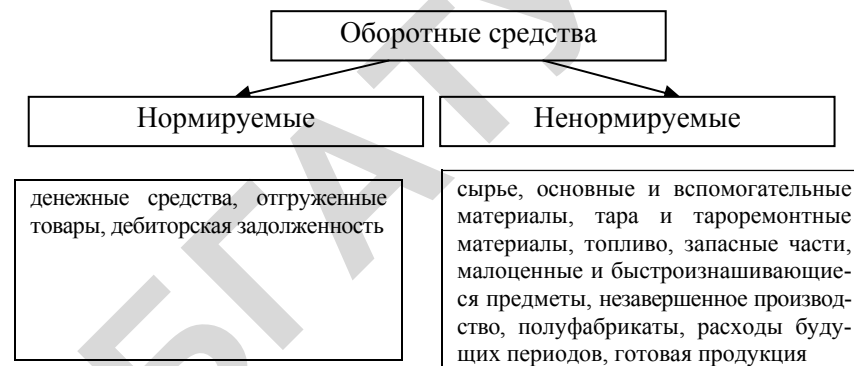 Оборотные средства
Нормируемые
Ненормируемые
денежные средства, отгруженные
товары, дебиторская задолженность
сырье, основные и вспомогательные
материалы, тара и тароремонтные
материалы, топливо, запасные части,
малоценные и быстроизнашивающие-
ся предметы, незавершенное производ-
ство, полуфабрикаты, расходы буду-
щих периодов, готовая продукция
БГАТУ